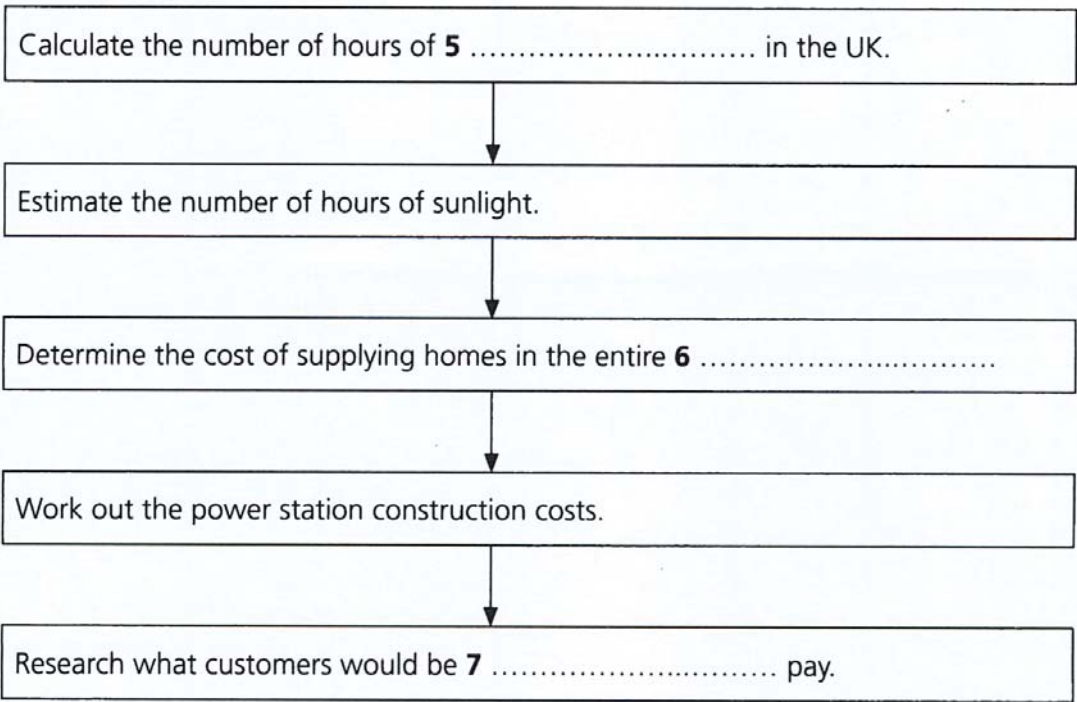 Calculate the number of hours of 5 .............................. in the UK.
Estimate the number of hours of sunlight.
Determine the cost of supplying homes in the entire 6 ..............................
Work out the power station construction costs.
Research what customers would be 7 .............................. pay.